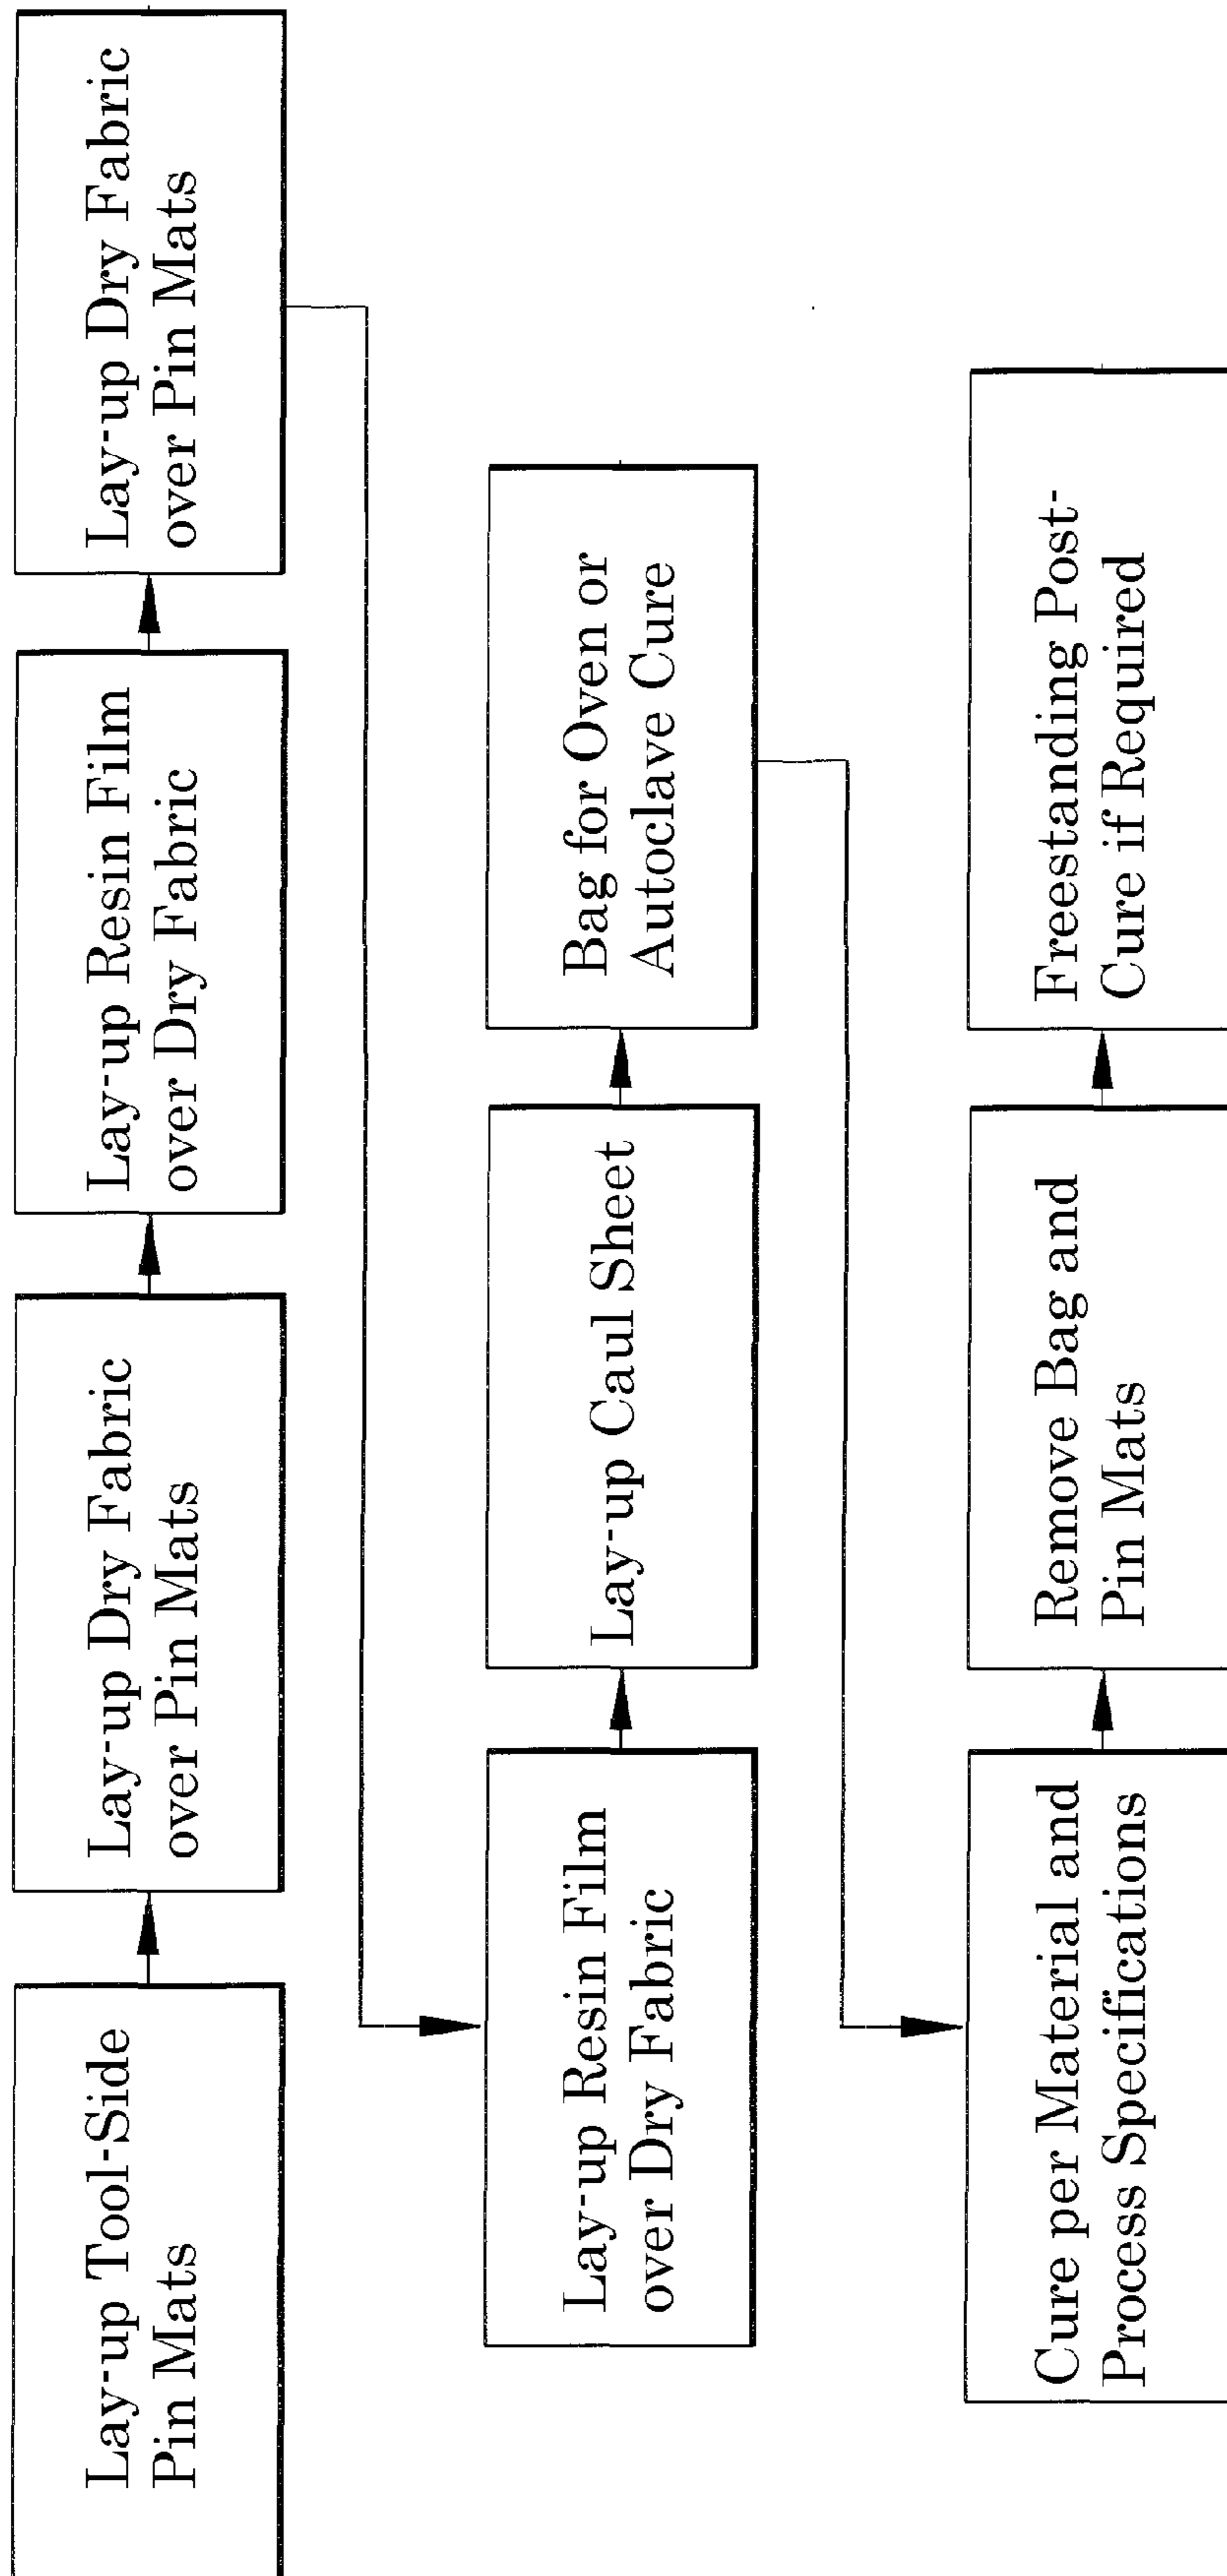 Lay-up Tool-Side
Pin Mats
Lay-up Dry Fabric
over Pin Mats
Lay-up Resin Film
over Dry Fabric
Lay-up Dry Fabric
over Pin Mats
Lay-up Resin Film
over Dry Fabric
Lay-up Caul Sheet
Bag for Oven or
Autoclave Cure
Cure per Material and
Process Specifications
Remove Bag and
Pin Mats
Freestanding Post-
Cure if Required